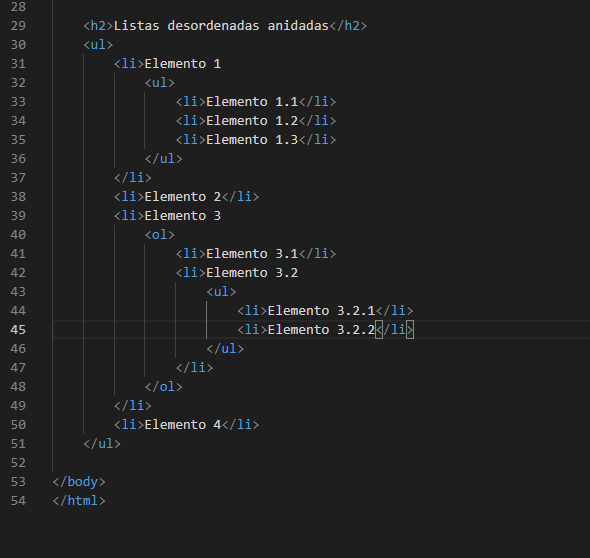 28
29 <h2>Listas desordenadas anidadas</h2>
30 <ul>
31 <li>Elemento 1
32 <ul>
33 <li>Elemento 1.1</li>
34 <li>Elemento 1.2</li>
35 <li>Elemento 1.3</li>
36 </ul>
37 </li>
38 <li>Elemento 2</li>
39 <li>Elemento 3
40 <ol>
41 <li>Elemento 3.1</li>
42 <li>Elemento 3.2
43 <ul>
44 <li>Elemento 3.2.1</li>
45 <li>Elemento 3.2.2</li>
46 </ul>
47 </li>
48 </ol>
49 </li>
50 <li>Elemento 4</li>
51 </ul>
52
53 </body>
54 </html>